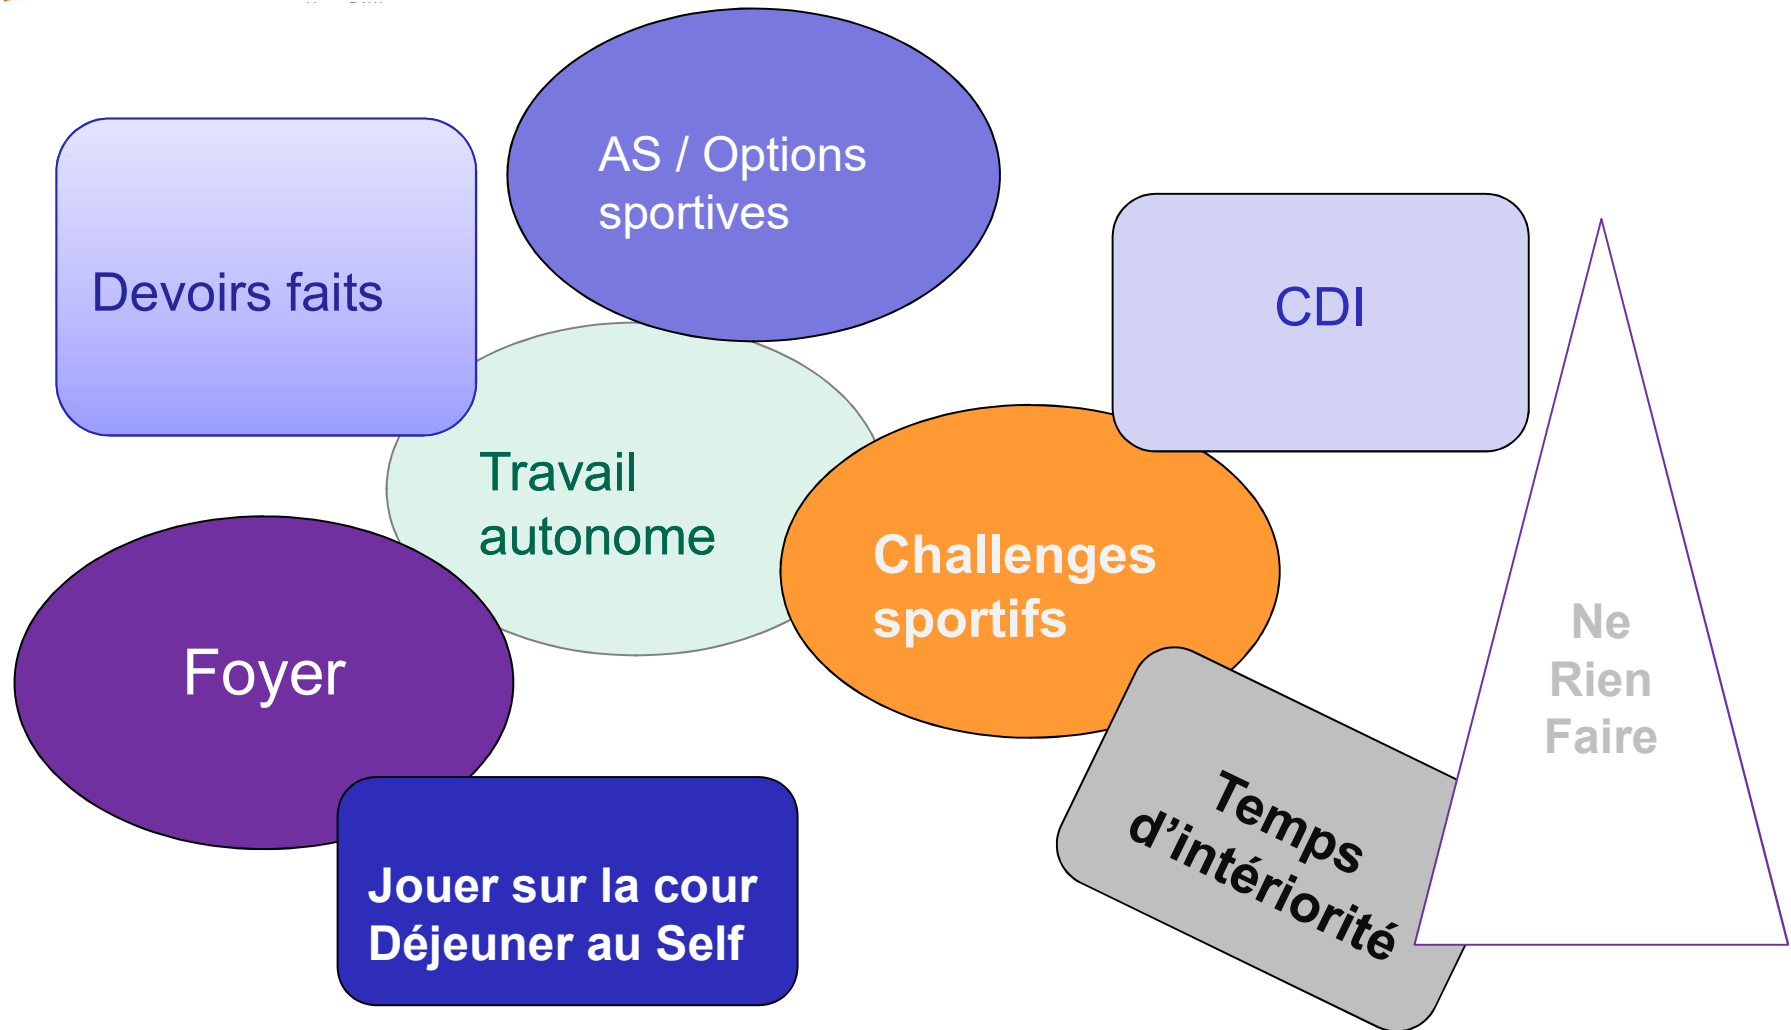 AS / Options
sportives
Devoirs faits
CDI
Travail
autonome
Challenges
sportifs
Ne
Rien
Faire
Foyer
Temps
d’intériorité
Jouer sur la cour
Déjeuner au Self